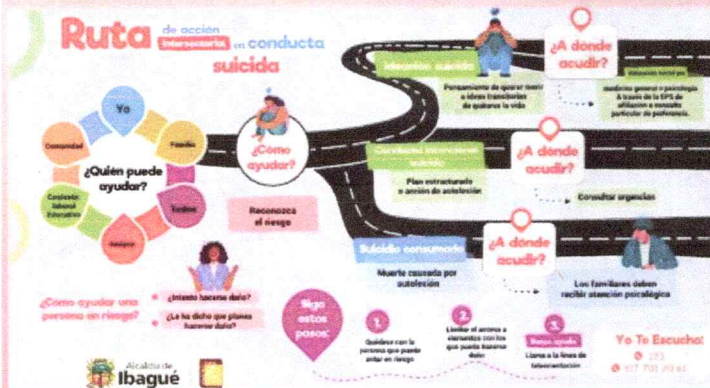 Ruta de acción
intersectorial en conducta
suicida
Yo
Familia
Todos
Amigos
Contexto
laboral
Educativo
Comunidad
¿Quién puede
ayudar?
¿Cómo
ayudar?
Reconozca
el riesgo
Ideación suicida
Pensamiento de querer morir
o ideas transitorias
de quitarse la vida
¿A dónde
acudir?
medicina general o psicología
A través de la EPS de
afiliación o consulta
particular de preferencia.
suicida
Plan estructurado
o acción de autolesión
¿A dónde
acudir?
Consultar urgencias
Suicidio consumado
Muerte causada por
autolesión
¿A dónde
acudir?
Los familiares deben
recibir atención psicológica
¿Cómo ayudar una
persona en riesgo?
¿Intentó hacerse daño?
¿Le ha dicho que planea
hacerse daño?
Siga
estos
pasos:
1.
Quédese con la
persona que puede
estar en riesgo
2.
Limitar el acceso a
elementos con los
que pueda hacerse
daño
3.
Busca ayuda
Llama a la línea de
teleorientación
Yo Te Escucho:
Alcaldía de
Ibagué